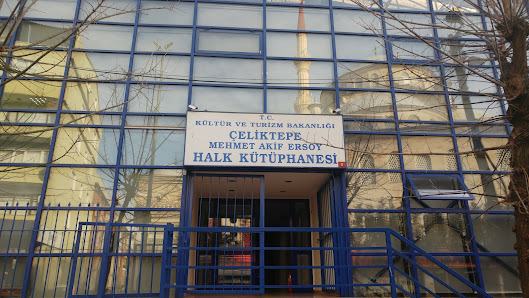 T.C.
KÜLTÜR VE TURİZM BAKANLIĞI
ÇELİKTEPE
MEHMET AKİF ERSOY
HALK KÜTÜPHANESİ